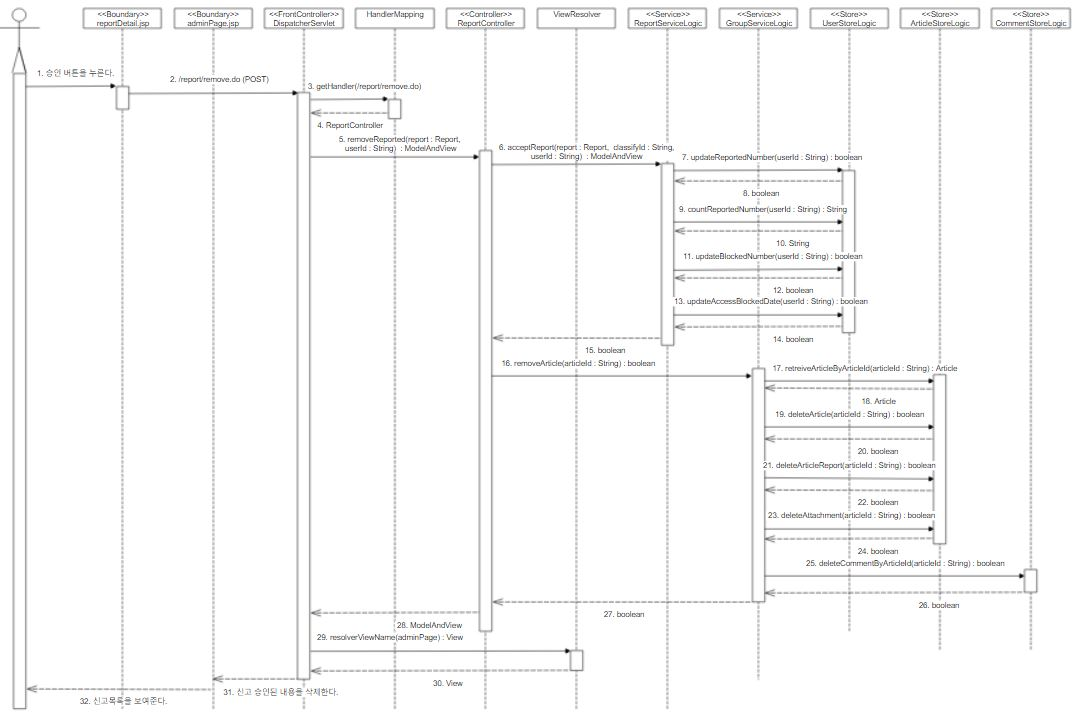 <<Boundary>>
reportDetail.jsp
<<Boundary>>
adminPage.jsp
<<FrontController>>
DispatcherServlet
HandlerMapping
<<Controller>>
ReportController
ViewResolver
<<Service>>
ReportServiceLogic
<<Service>>
GroupServiceLogic
<<Store>>
UserStoreLogic
<<Store>>
ArticleStoreLogic
<<Store>>
CommentStoreLogic
1. 승인 버튼을 누른다.
2. /report/remove.do (POST)
3. getHandler(/report/remove.do)
4. ReportController
5. removeReported(report : Report,
userId : String) : ModelAndView
6. acceptReport(report : Report, classifyId : String,
userId : String) : ModelAndView
7. updateReportedNumber(userId : String) : boolean
8. boolean
9. countReportedNumber(userId : String) : String
10. String
11. updateBlockedNumber(userId : String) : boolean
12. boolean
13. updateAccessBlockedDate(userId : String) : boolean
14. boolean
15. boolean
16. removeArticle(articleId : String) : boolean
17. retreiveArticleByArticleId(articleId : String) : Article
18. Article
19. deleteArticle(articleId : String) : boolean
20. boolean
21. deleteArticleReport(articleId : String) : boolean
22. boolean
23. deleteAttachment(articleId : String) : boolean
24. boolean
25. deleteCommentByArticleId(articleId : String) : boolean
26. boolean
27. boolean
28. ModelAndView
29. resolverViewName(adminPage) : View
30. View
31. 신고 승인된 내용을 삭제한다.
32. 신고목록을 보여준다.